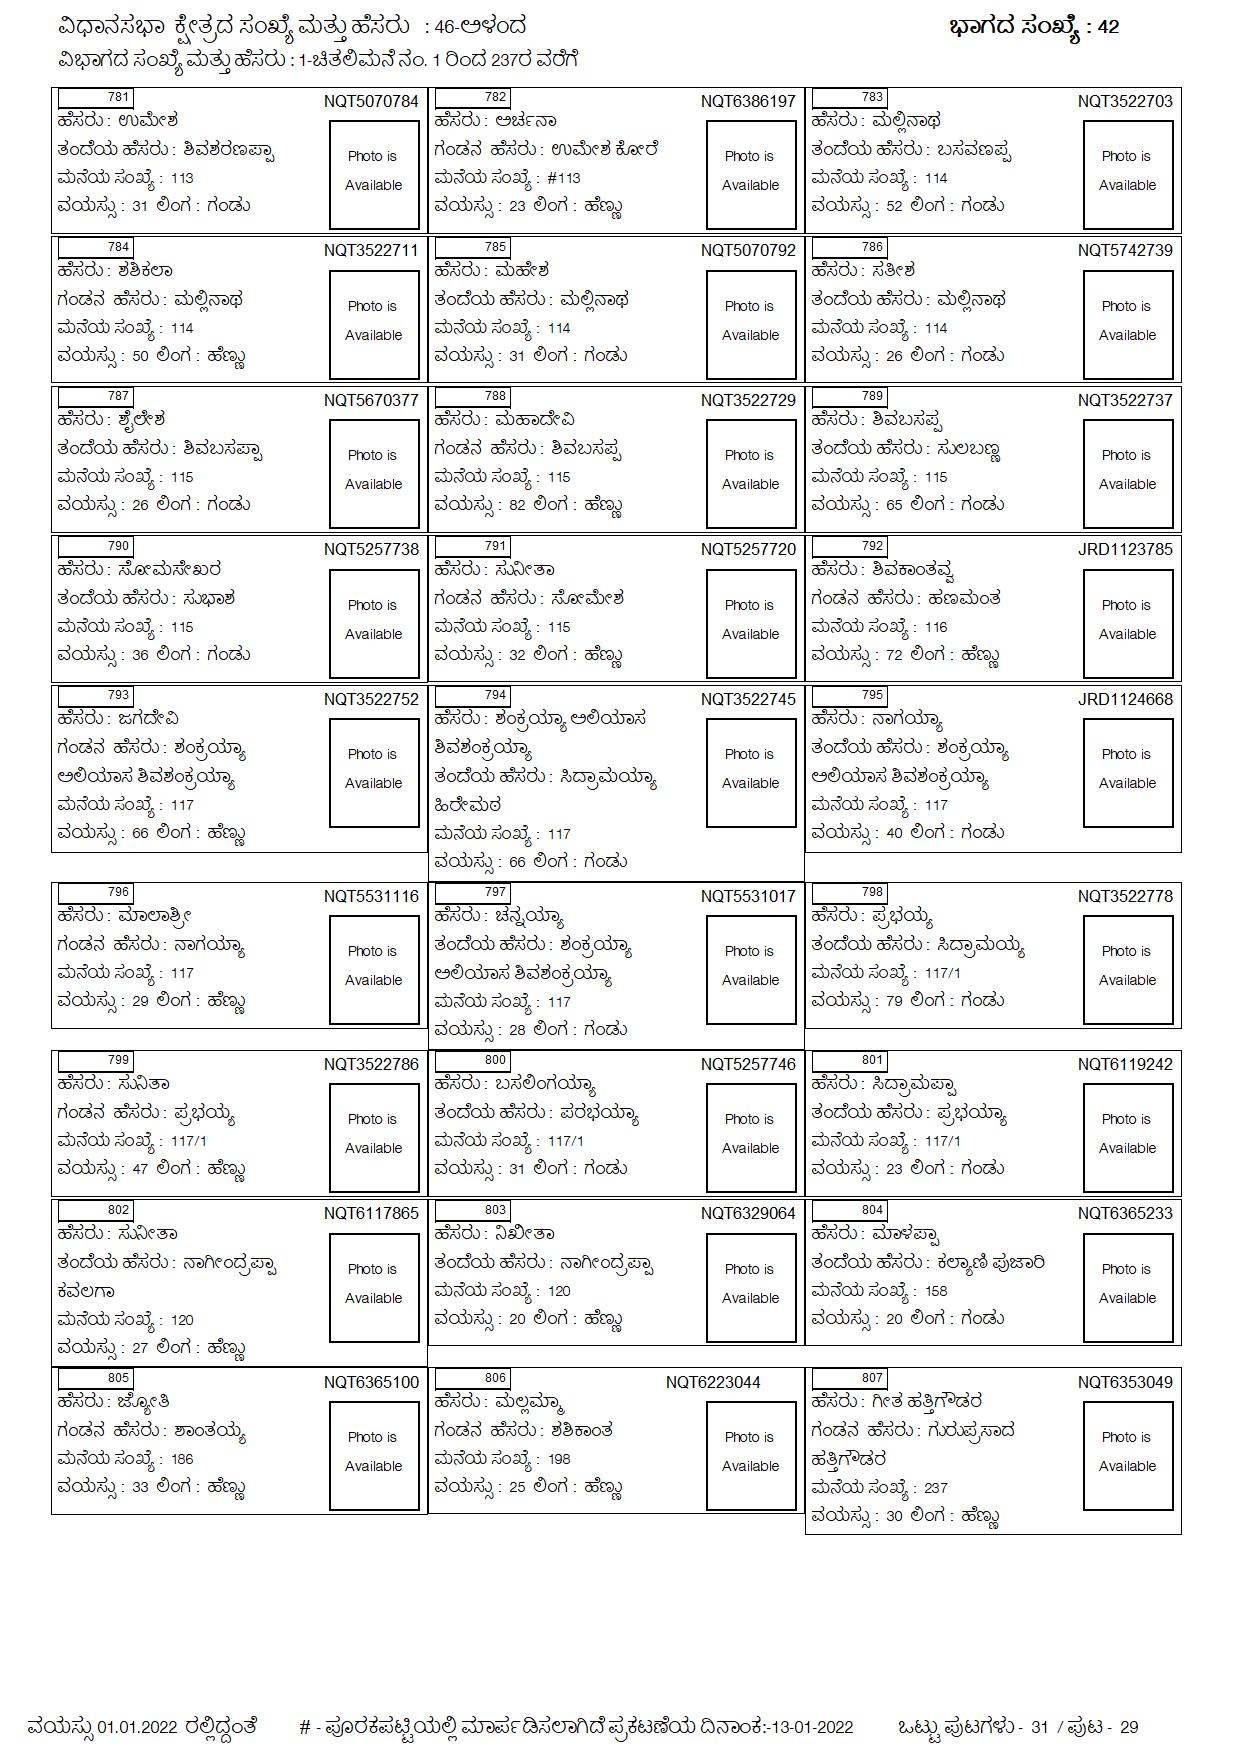 ವಿಧಾನಸಭಾ ಕ್ಷೇತ್ರದ ಸಂಖ್ಯೆ ಮತ್ತು ಹೆಸರು : 46-ಅಳಂದ
ಭಾಗದ ಸಂಖ್ಯೆ : 42
ವಿಭಾಗದ ಸಂಖ್ಯೆ ಮತ್ತು ಹೆಸರು : 1-ಚಿತಲಿ ಮನೆ ನಂ. 1 ರಿಂದ 237ರ ವರೆಗೆ
781 NQT5070784
ಹೆಸರು : ಉಮೇಶ
ತಂದೆಯ ಹೆಸರು : ಶಿವಶರಣಪ್ಪಾ
ಮನೆಯ ಸಂಖ್ಯೆ : 113
ವಯಸ್ಸು : 31 ಲಿಂಗ : ಗಂಡು
Photo is
Available
782 NQT6386197
ಹೆಸರು : ಅರ್ಚನಾ
ಗಂಡನ ಹೆಸರು : ಉಮೇಶ ಕೋರೆ
ಮನೆಯ ಸಂಖ್ಯೆ : #113
ವಯಸ್ಸು : 23 ಲಿಂಗ : ಹೆಣ್ಣು
Photo is
Available
783 NQT3522703
ಹೆಸರು : ಮಲ್ಲಿನಾಥ
ತಂದೆಯ ಹೆಸರು : ಬಸವಣಪ್ಪ
ಮನೆಯ ಸಂಖ್ಯೆ : 114
ವಯಸ್ಸು : 52 ಲಿಂಗ : ಗಂಡು
Photo is
Available
784 NQT3522711
ಹೆಸರು : ಶಶಿಕಲಾ
ಗಂಡನ ಹೆಸರು : ಮಲ್ಲಿನಾಥ
ಮನೆಯ ಸಂಖ್ಯೆ : 114
ವಯಸ್ಸು : 50 ಲಿಂಗ : ಹೆಣ್ಣು
Photo is
Available
785 NQT5070792
ಹೆಸರು : ಮಹೇಶ
ತಂದೆಯ ಹೆಸರು : ಮಲ್ಲಿನಾಥ
ಮನೆಯ ಸಂಖ್ಯೆ : 114
ವಯಸ್ಸು : 31 ಲಿಂಗ : ಗಂಡು
Photo is
Available
786 NQT5742739
ಹೆಸರು : ಸತೀಶ
ತಂದೆಯ ಹೆಸರು : ಮಲ್ಲಿನಾಥ
ಮನೆಯ ಸಂಖ್ಯೆ : 114
ವಯಸ್ಸು : 26 ಲಿಂಗ : ಗಂಡು
Photo is
Available
787 NQT5670377
ಹೆಸರು : ಶೈಲೇಶ
ತಂದೆಯ ಹೆಸರು : ಶಿವಬಸಪ್ಪಾ
ಮನೆಯ ಸಂಖ್ಯೆ : 115
ವಯಸ್ಸು : 26 ಲಿಂಗ : ಗಂಡು
Photo is
Available
788 NQT3522729
ಹೆಸರು : ಮಹಾದೇವಿ
ಗಂಡನ ಹೆಸರು : ಶಿವಬಸಪ್ಪ
ಮನೆಯ ಸಂಖ್ಯೆ : 115
ವಯಸ್ಸು : 82 ಲಿಂಗ : ಹೆಣ್ಣು
Photo is
Available
789 NQT3522737
ಹೆಸರು : ಶಿವಬಸಪ್ಪ
ತಂದೆಯ ಹೆಸರು : ಸುಲಬಣ್ಣ
ಮನೆಯ ಸಂಖ್ಯೆ : 115
ವಯಸ್ಸು : 65 ಲಿಂಗ : ಗಂಡು
Photo is
Available
790 NQT5257738
ಹೆಸರು : ಸೋಮಸೇಖರ
ತಂದೆಯ ಹೆಸರು : ಸುಭಾಶ
ಮನೆಯ ಸಂಖ್ಯೆ : 115
ವಯಸ್ಸು : 36 ಲಿಂಗ : ಗಂಡು
Photo is
Available
791 NQT5257720
ಹೆಸರು : ಸುನೀತಾ
ಗಂಡನ ಹೆಸರು : ಸೋಮೇಶ
ಮನೆಯ ಸಂಖ್ಯೆ : 115
ವಯಸ್ಸು : 32 ಲಿಂಗ : ಹೆಣ್ಣು
Photo is
Available
792 JRD1123785
ಹೆಸರು : ಶಿವಕಾಂತವ್ವ
ಗಂಡನ ಹೆಸರು : ಹಣಮಂತ
ಮನೆಯ ಸಂಖ್ಯೆ : 116
ವಯಸ್ಸು : 72 ಲಿಂಗ : ಹೆಣ್ಣು
Photo is
Available
793 NQT3522752
ಹೆಸರು : ಜಗದೇವಿ
ಗಂಡನ ಹೆಸರು : ಶಂಕ್ರಯ್ಯಾ
ಅಲಿಯಾಸ ಶಿವಶಂಕ್ರಯ್ಯಾ
ಮನೆಯ ಸಂಖ್ಯೆ : 117
ವಯಸ್ಸು : 66 ಲಿಂಗ : ಹೆಣ್ಣು
Photo is
Available
794 NQT3522745
ಹೆಸರು : ಶಂಕ್ರಯ್ಯಾ ಅಲಿಯಾಸ
ಶಿವಶಂಕ್ರಯ್ಯಾ
ತಂದೆಯ ಹೆಸರು : ಸಿದ್ರಾಮಯ್ಯಾ
ಹಿರೇಮಠ
ಮನೆಯ ಸಂಖ್ಯೆ : 117
ವಯಸ್ಸು : 66 ಲಿಂಗ : ಗಂಡು
Photo is
Available
795 JRD1124668
ಹೆಸರು : ನಾಗಯ್ಯಾ
ತಂದೆಯ ಹೆಸರು : ಶಂಕ್ರಯ್ಯಾ
ಅಲಿಯಾಸ ಶಿವಶಂಕ್ರಯ್ಯಾ
ಮನೆಯ ಸಂಖ್ಯೆ : 117
ವಯಸ್ಸು : 40 ಲಿಂಗ : ಗಂಡು
Photo is
Available
796 NQT5531116
ಹೆಸರು : ಮಾಲಾಶ್ರೀ
ಗಂಡನ ಹೆಸರು : ನಾಗಯ್ಯಾ
ಮನೆಯ ಸಂಖ್ಯೆ : 117
ವಯಸ್ಸು : 29 ಲಿಂಗ : ಹೆಣ್ಣು
Photo is
Available
797 NQT5531017
ಹೆಸರು : ಚನ್ನಯ್ಯಾ
ತಂದೆಯ ಹೆಸರು : ಶಂಕ್ರಯ್ಯಾ
ಅಲಿಯಾಸ ಶಿವಶಂಕ್ರಯ್ಯಾ
ಮನೆಯ ಸಂಖ್ಯೆ : 117
ವಯಸ್ಸು : 28 ಲಿಂಗ : ಗಂಡು
Photo is
Available
798 NQT3522778
ಹೆಸರು : ಪ್ರಭಯ್ಯ
ತಂದೆಯ ಹೆಸರು : ಸಿದ್ರಾಮಯ್ಯ
ಮನೆಯ ಸಂಖ್ಯೆ : 117/1
ವಯಸ್ಸು : 79 ಲಿಂಗ : ಗಂಡು
Photo is
Available
799 NQT3522786
ಹೆಸರು : ಸುನಿತಾ
ಗಂಡನ ಹೆಸರು : ಪ್ರಭಯ್ಯ
ಮನೆಯ ಸಂಖ್ಯೆ : 117/1
ವಯಸ್ಸು : 47 ಲಿಂಗ : ಹೆಣ್ಣು
Photo is
Available
800 NQT5257746
ಹೆಸರು : ಬಸಲಿಂಗಯ್ಯಾ
ತಂದೆಯ ಹೆಸರು : ಪರಭಯ್ಯಾ
ಮನೆಯ ಸಂಖ್ಯೆ : 117/1
ವಯಸ್ಸು : 31 ಲಿಂಗ : ಗಂಡು
Photo is
Available
801 NQT6119242
ಹೆಸರು : ಸಿದ್ರಾಮಪ್ಪಾ
ತಂದೆಯ ಹೆಸರು : ಪ್ರಭಯ್ಯಾ
ಮನೆಯ ಸಂಖ್ಯೆ : 117/1
ವಯಸ್ಸು : 23 ಲಿಂಗ : ಗಂಡು
Photo is
Available
802 NQT6117865
ಹೆಸರು : ಸುನೀತಾ
ತಂದೆಯ ಹೆಸರು : ನಾಗೀಂದ್ರಪ್ಪಾ
ಕವಲಗಾ
ಮನೆಯ ಸಂಖ್ಯೆ : 120
ವಯಸ್ಸು : 27 ಲಿಂಗ : ಹೆಣ್ಣು
Photo is
Available
803 NQT6329064
ಹೆಸರು : ನಿಖೀತಾ
ತಂದೆಯ ಹೆಸರು : ನಾಗೀಂದ್ರಪ್ಪಾ
ಮನೆಯ ಸಂಖ್ಯೆ : 120
ವಯಸ್ಸು : 20 ಲಿಂಗ : ಹೆಣ್ಣು
Photo is
Available
804 NQT6365233
ಹೆಸರು : ಮಾಳಪ್ಪಾ
ತಂದೆಯ ಹೆಸರು : ಕಲ್ಯಾಣಿ ಪುಜಾರಿ
ಮನೆಯ ಸಂಖ್ಯೆ : 158
ವಯಸ್ಸು : 20 ಲಿಂಗ : ಗಂಡು
Photo is
Available
805 NQT6365100
ಹೆಸರು : ಜ್ಯೋತಿ
ಗಂಡನ ಹೆಸರು : ಶಾಂತಯ್ಯ
ಮನೆಯ ಸಂಖ್ಯೆ : 186
ವಯಸ್ಸು : 33 ಲಿಂಗ : ಹೆಣ್ಣು
Photo is
Available
806 NQT6223044
ಹೆಸರು : ಮಲ್ಲಮ್ಮಾ
ಗಂಡನ ಹೆಸರು : ಶಶಿಕಾಂತ
ಮನೆಯ ಸಂಖ್ಯೆ : 198
ವಯಸ್ಸು : 25 ಲಿಂಗ : ಹೆಣ್ಣು
Photo is
Available
807 NQT6353049
ಹೆಸರು : ಗೀತ ಹತ್ತಿಗೌಡರ
ಗಂಡನ ಹೆಸರು : ಗುರುಪ್ರಸಾದ
ಹತ್ತಿಗೌಡರ
ಮನೆಯ ಸಂಖ್ಯೆ : 237
ವಯಸ್ಸು : 30 ಲಿಂಗ : ಹೆಣ್ಣು
Photo is
Available
ವಯಸ್ಸು 01.01.2022 ರಲ್ಲಿದ್ದಂತೆ # - ಪೂರಕಪಟ್ಟಿಯಲ್ಲಿ ಮಾರ್ಪಡಿಸಲಾಗಿದೆ ಪ್ರಕಟಣೆಯ ದಿನಾಂಕ:-13-01-2022 ಒಟ್ಟು ಪುಟಗಳು - 31 / ಪುಟ - 29